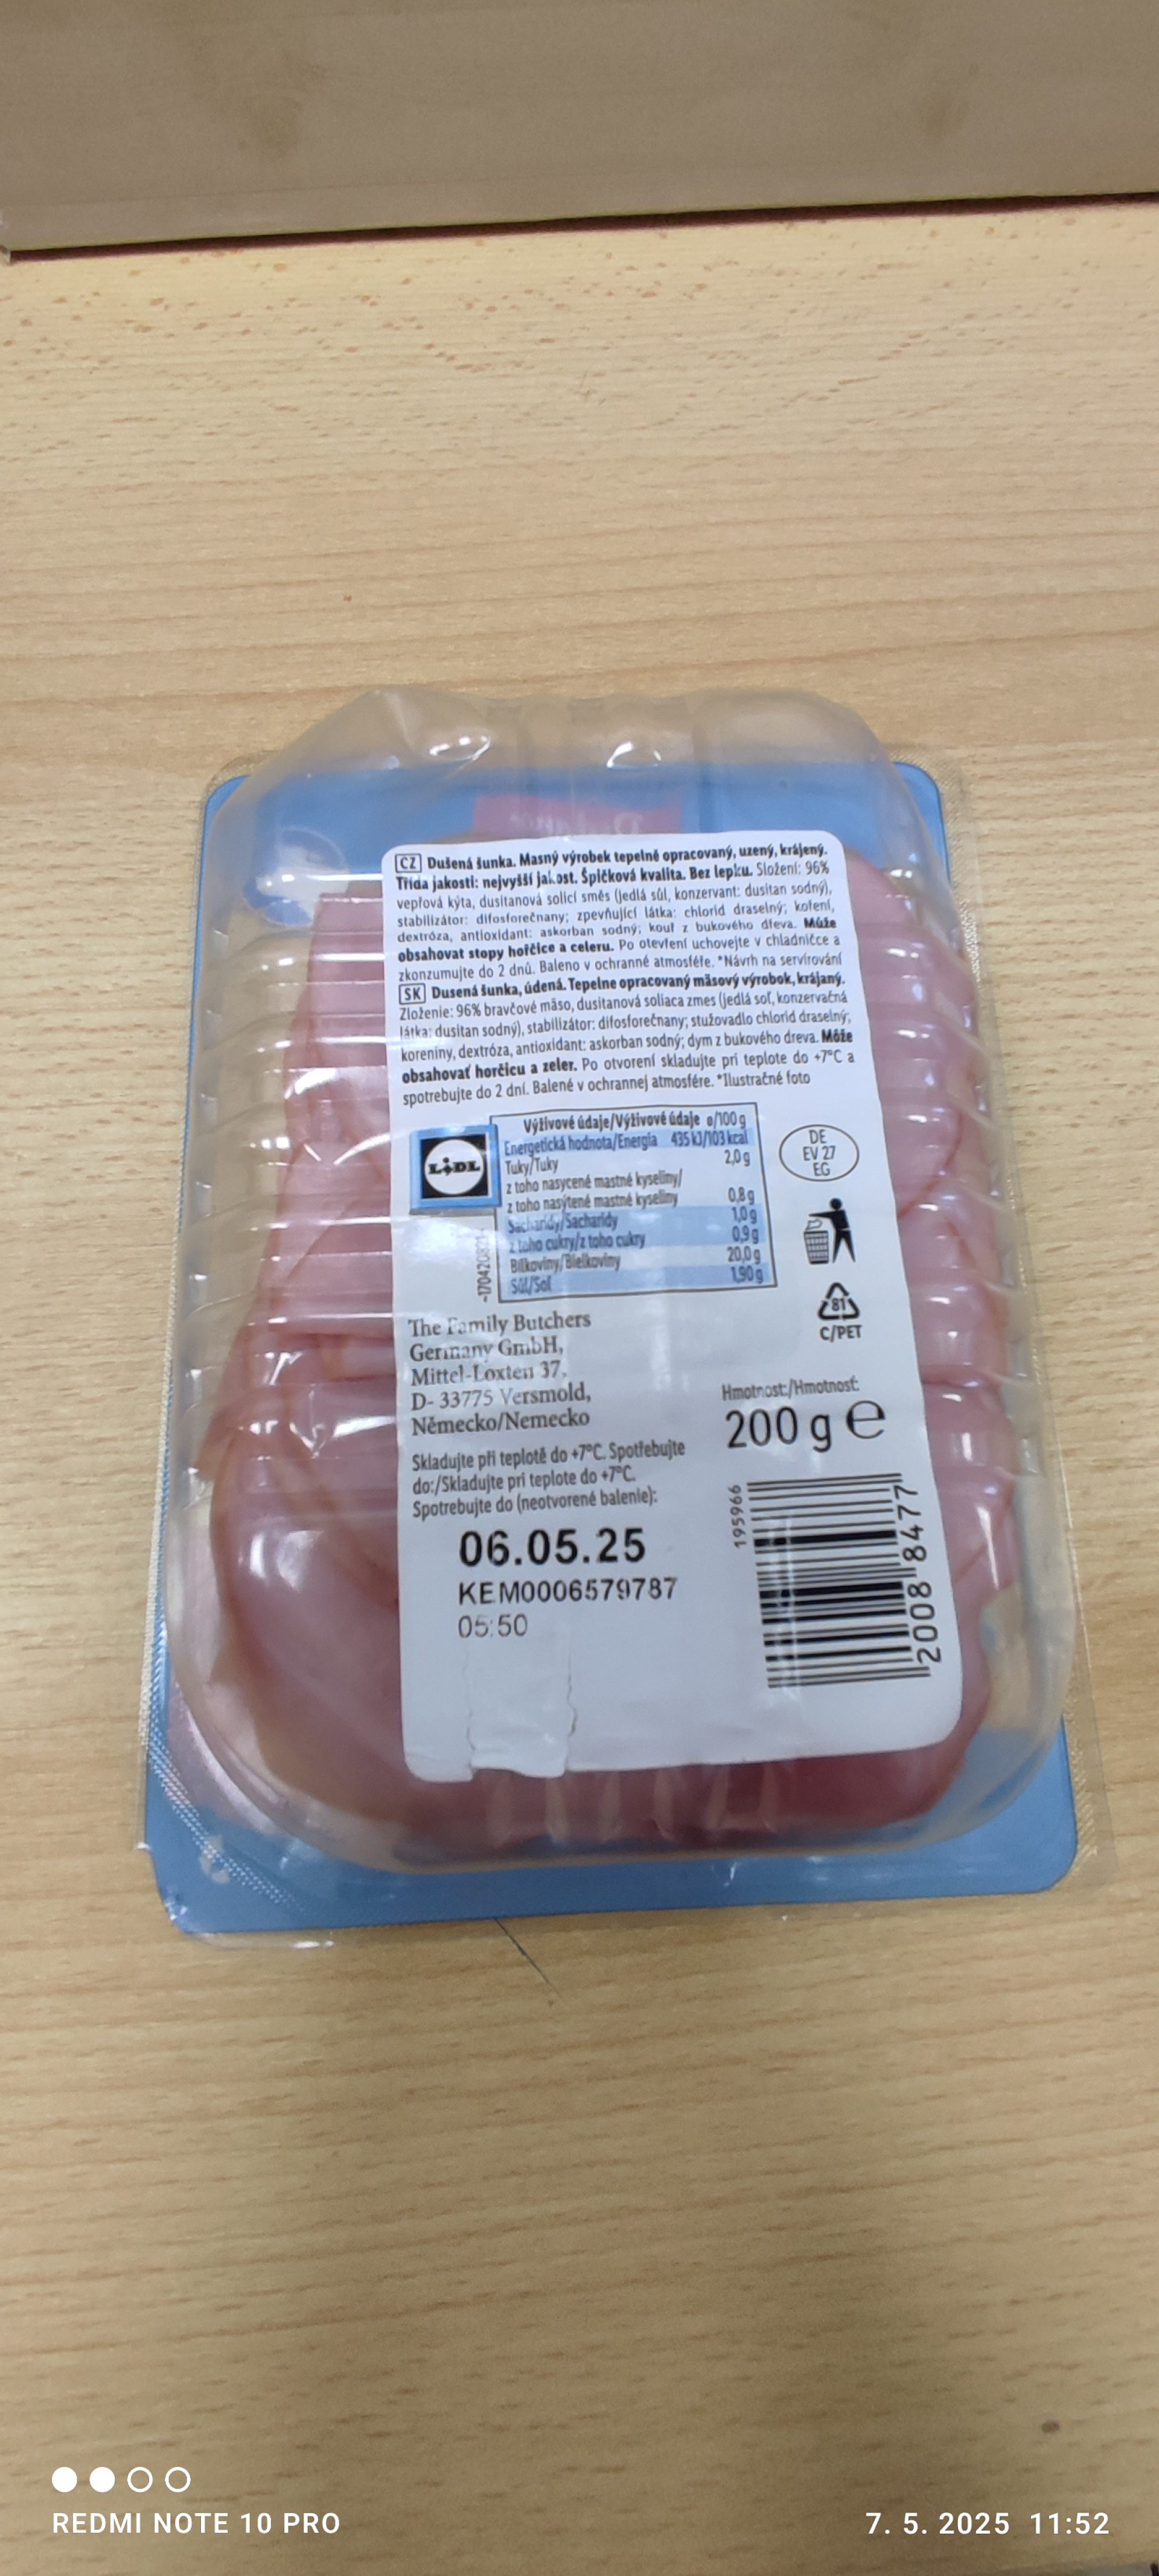 CZ Dušená šunka. Masný výrobek tepelně opracovaný, uzený, krájený.
Třída jakosti: nejvyšší jakost. Špičková kvalita. Bez lepku. Složení: 96%
vepřová kýta, dusitanová solicí směs (jedlá sůl, konzervant: dusitan sodný),
stabilizátor: difosforečnany; zpevňující látka: chlorid draselný; koření,
dextróza, antioxidant: askorban sodný; kouř z bukového dřeva. Může
obsahovat stopy hořčice a celeru. Po otevření uchovejte v chladničce a
zkonzumujte do 2 dnů. Baleno v ochranné atmosféře. *Návrh na servírování
SK Dusená šunka, údená. Tepelne opracovaný mäsový výrobok, krájaný.
Zloženie: 96% bravčové mäso, dusitanová soliaca zmes (jedlá soľ, konzervačná
látka: dusitan sodný), stabilizátor: difosforečnany; stužovadlo chlorid draselný;
koreniny, dextróza, antioxidant: askorban sodný; dym z bukového dreva. Môže
obsahovať horčicu a zeler. Po otvorení skladujte pri teplote do +7°C a
spotrebujte do 2 dní. Balené v ochrannej atmosfére. *Ilustračné foto
Výživové údaje/Výživové údaje ø/100 g
Energetická hodnota/Energia 435 kJ/103 kcal
Tuky/Tuky 2,0 g
z toho nasycené mastné kyseliny/
z toho nasýtené mastné kyseliny 0,8 g
Sacharidy/Sacharidy 1,0 g
z toho cukry/z toho cukry 0,9 g
Bílkoviny/Bielkoviny 20,0 g
Sůl/Soľ 1,90 g
LIDL
DE
EV 27
EG
81
C/PET
The Family Butchers
Germany GmbH,
Mittel-Loxten 37,
D- 33775 Versmold,
Německo/Nemecko
Hmotnost:/Hmotnosť:
200 g e
Skladujte při teplotě do +7°C. Spotřebujte
do:/Skladujte pri teplote do +7°C.
Spotrebujte do (neotvorené balenie):
06.05.25
KEM0006579787
05:50
195966
2008 8477
REDMI NOTE 10 PRO
7. 5. 2025 11:52